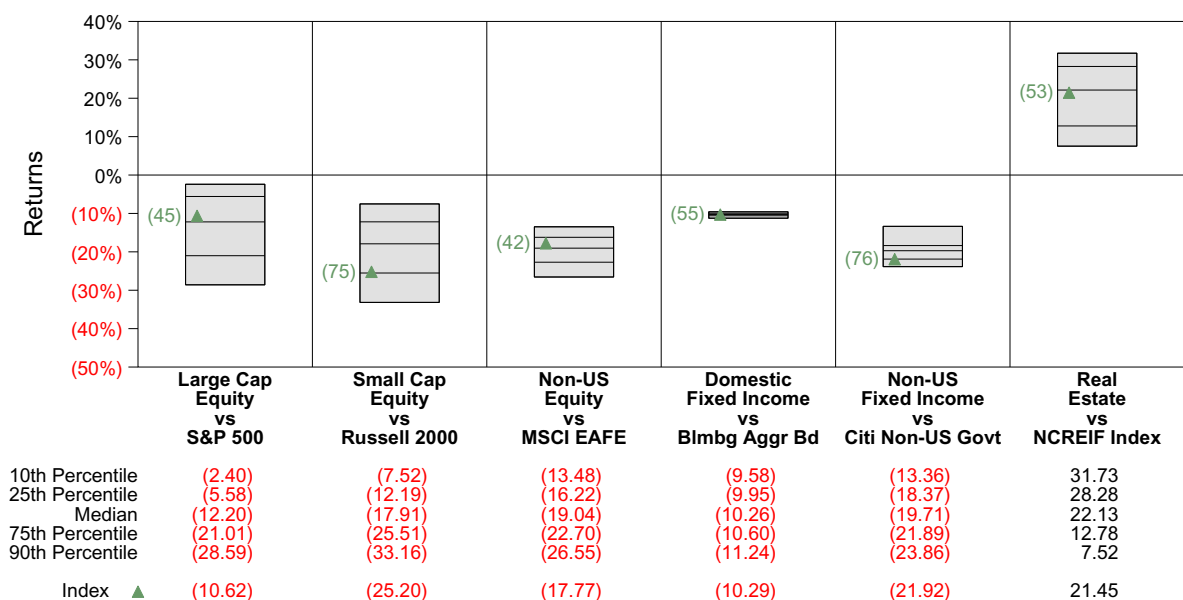 40%
30%
20%
10%
0%
(10%)
(20%)
(30%)
(40%)
(50%)
Returns
(45)
(75)
(42)
(55)
(76)
(53)
Large Cap Small Cap Non-US Domestic Non-US Real
Equity Equity Equity Fixed Income Fixed Income Estate
vs vs vs vs vs vs
S&P 500 Russell 2000 MSCI EAFE Blmbg Aggr Bd Citi Non-US Govt NCREIF Index
10th Percentile (2.40) (7.52) (13.48) (9.58) (13.36) 31.73
25th Percentile (5.58) (12.19) (16.22) (9.95) (18.37) 28.28
Median (12.20) (17.91) (19.04) (10.26) (19.71) 22.13
75th Percentile (21.01) (25.51) (22.70) (10.60) (21.89) 12.78
90th Percentile (28.59) (33.16) (26.55) (11.24) (23.86) 7.52
Index (10.62) (25.20) (17.77) (10.29) (21.92) 21.45